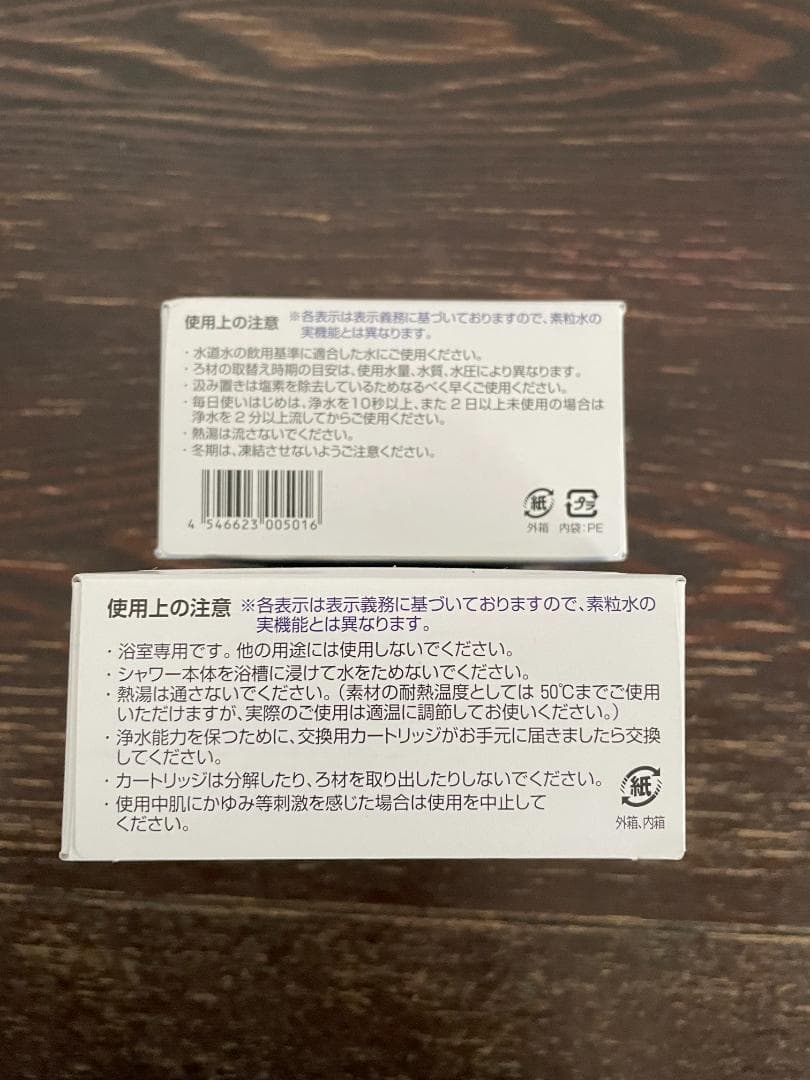 使用上の注意 ※各表示は表示義務に基づいておりますので、素粒水の
実機能とは異なります。
・水道水の飲用基準に適合した水にご使用ください。
・ろ材の取替え時期の目安は、使用水量、水質、水圧により異なります。
・汲み置きは塩素を除去しているためなるべく早くご使用ください。
・毎日使いはじめは、浄水を10秒以上、また2日以上未使用の場合は
浄水を2分以上流してからご使用ください。
・熱湯は流さないでください。
・冬期は、凍結させないようご注意ください。
4 546623 005016
紙 プラ
外箱 内袋:PE
使用上の注意 ※各表示は表示義務に基づいておりますので、素粒水の
実機能とは異なります。
・浴室専用です。他の用途には使用しないでください。
・シャワー本体を浴槽に浸けて水をためないでください。
・熱湯は通さないでください。(素材の耐熱温度としては50℃までご使用
いただけますが、実際のご使用は適温に調節してお使いください。)
・浄水能力を保つために、交換用カートリッジがお手元に届きましたら交換
してください。
・カートリッジは分解したり、ろ材を取り出したりしないでください。
・使用中肌にかゆみ等刺激を感じた場合は使用を中止して
ください。
紙
外箱、内箱